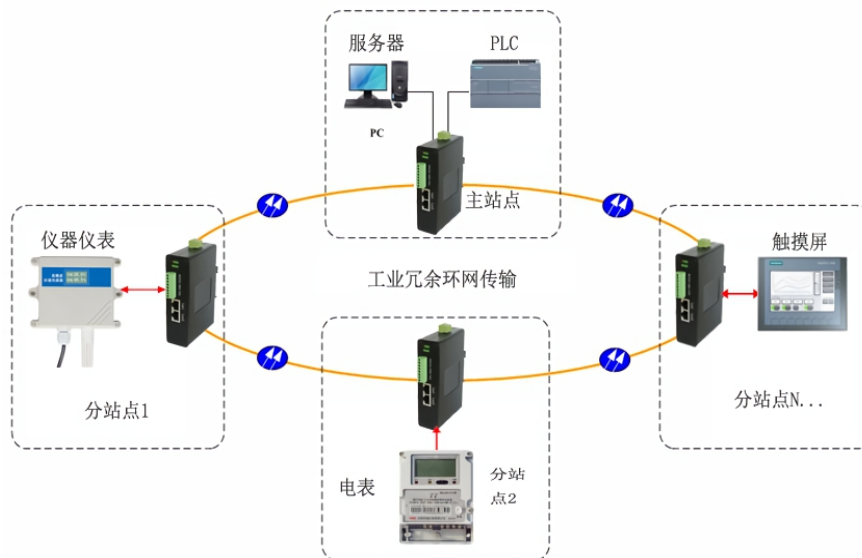 服务器
PLC
PC
主站点
仪器仪表
触摸屏
工业冗余环网传输
分站点1
分站点N...
电表
分站
点2